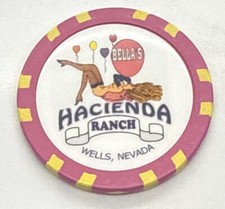 BELLA'S
HACIENDA
RANCH
WELLS, NEVADA